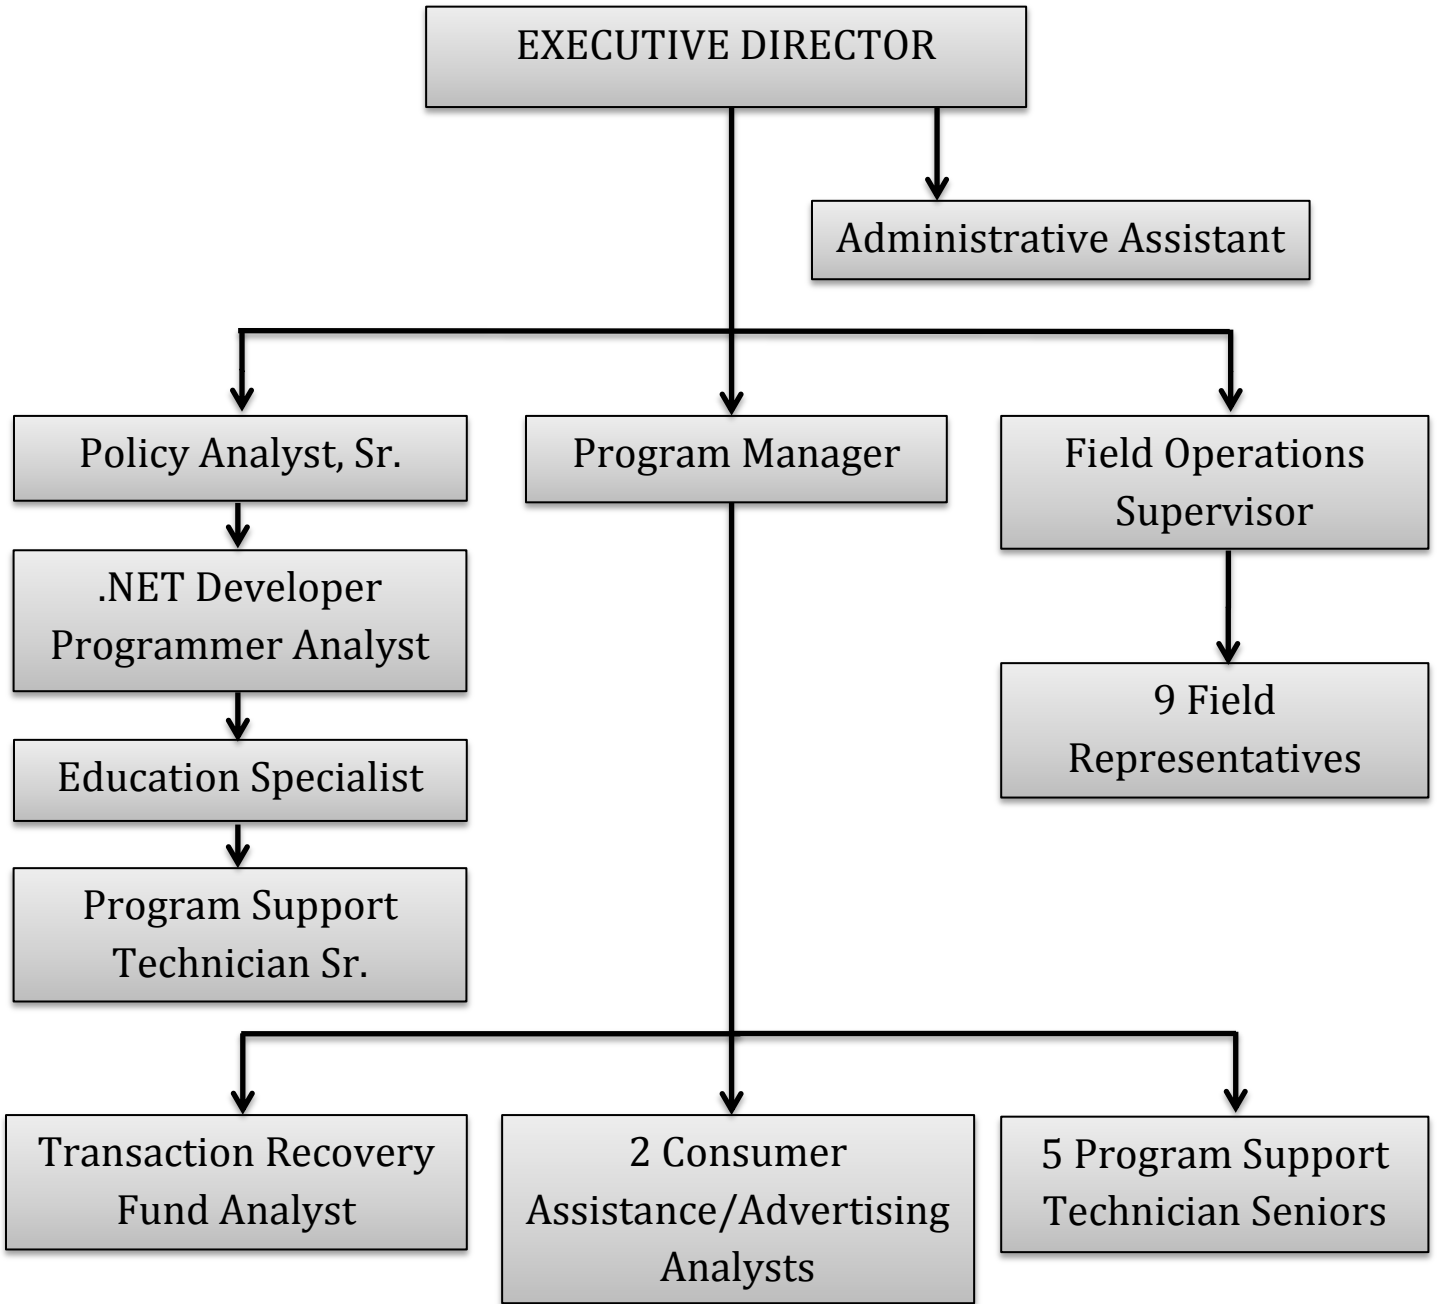 EXECUTIVE DIRECTOR
Administrative Assistant
Policy Analyst, Sr.
Program Manager
Field Operations
Supervisor
.NET Developer
Programmer Analyst
9 Field
Representatives
Education Specialist
Program Support
Technician Sr.
Transaction Recovery
Fund Analyst
2 Consumer
Assistance/Advertising
Analysts
5 Program Support
Technician Seniors